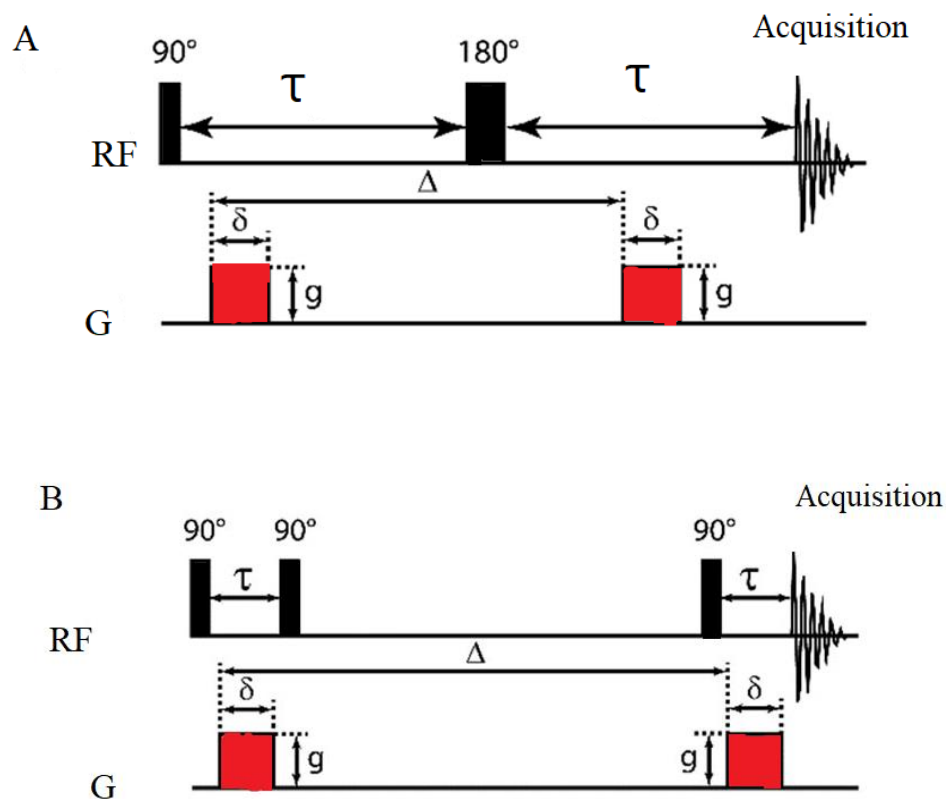 A
Acquisition
90° 180°
τ τ
RF
Δ
δ δ
g g
G
B
Acquisition
90° 90° 90°
τ τ
RF
Δ
δ δ
g g
G